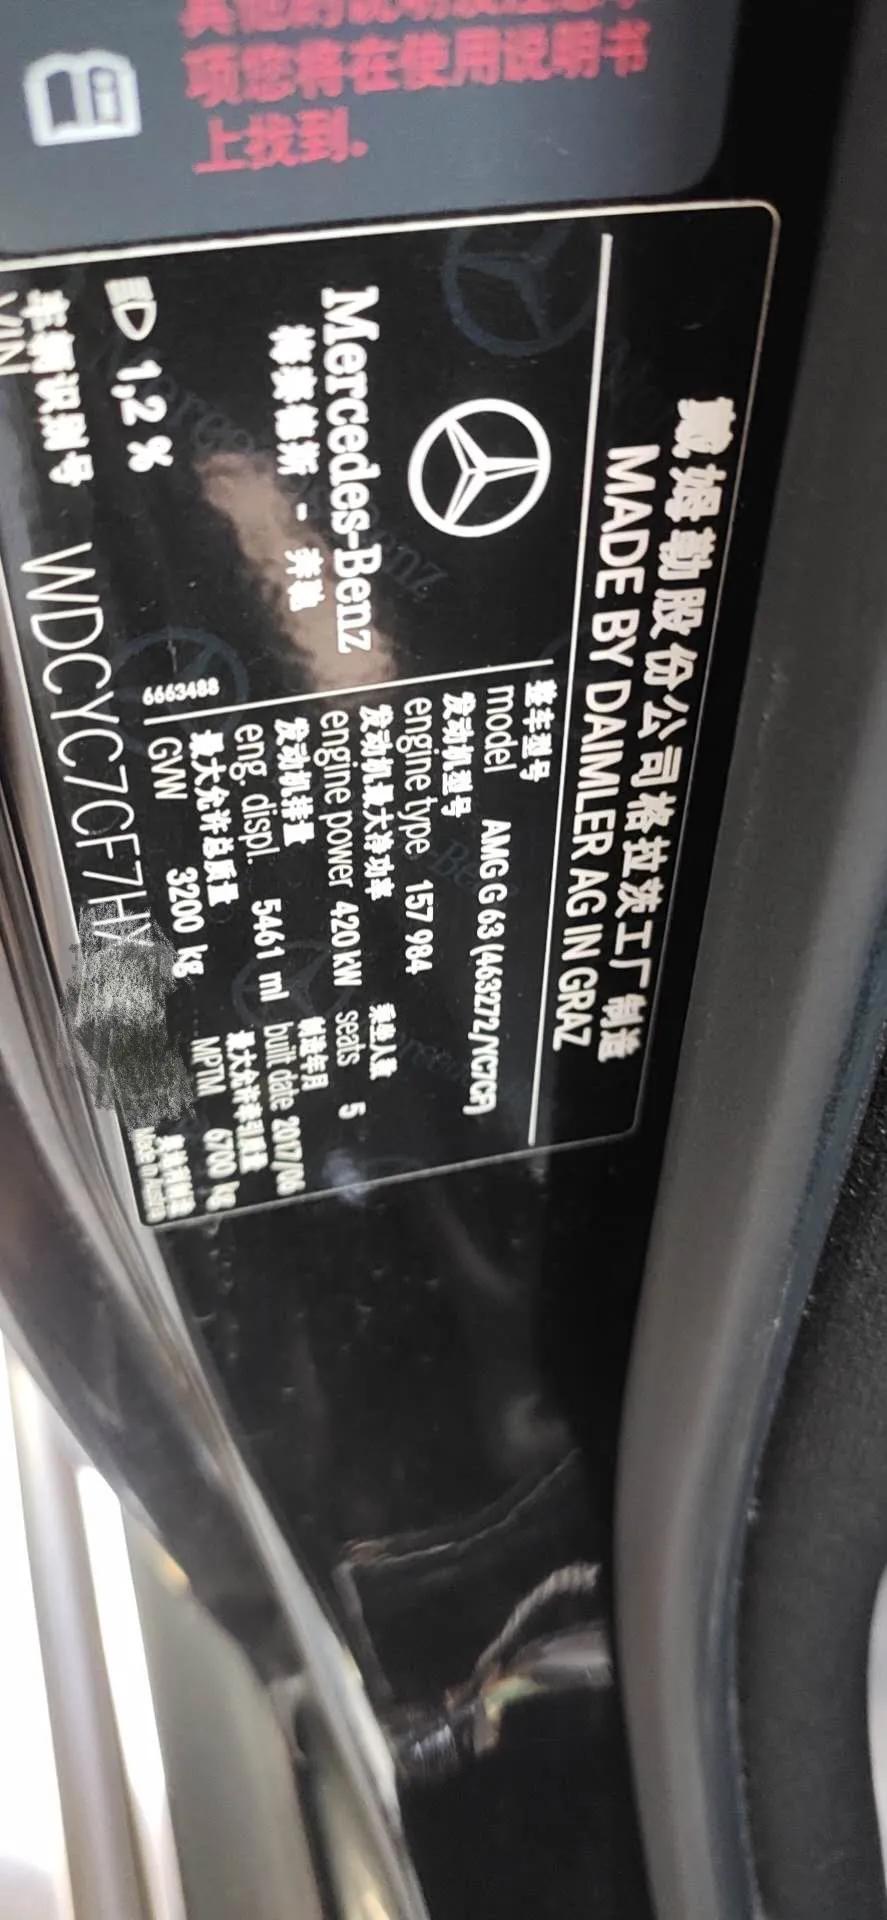 项您将在使用说明书
上找到.
戴姆勒股份公司格拉茨工厂制造
MADE BY DAIMLER AG IN GRAZ
Mercedes-Benz
梅赛德斯 - 奔驰
1,2 %
整车型号
model AMG G 63 (463272/YC7CF)
发动机型号
engine type 157 984
发动机最大净功率 乘坐人数
engine power 420 kW seats 5
发动机排量 制造年月
eng. displ. 5461 ml built date 2017/06
最大允许总质量 最大允许牵引质量
GVW 3200 kg MPTM 6700 kg
6663488
车辆识别号
VIN WDCYC7CF7HX
Made in Austria